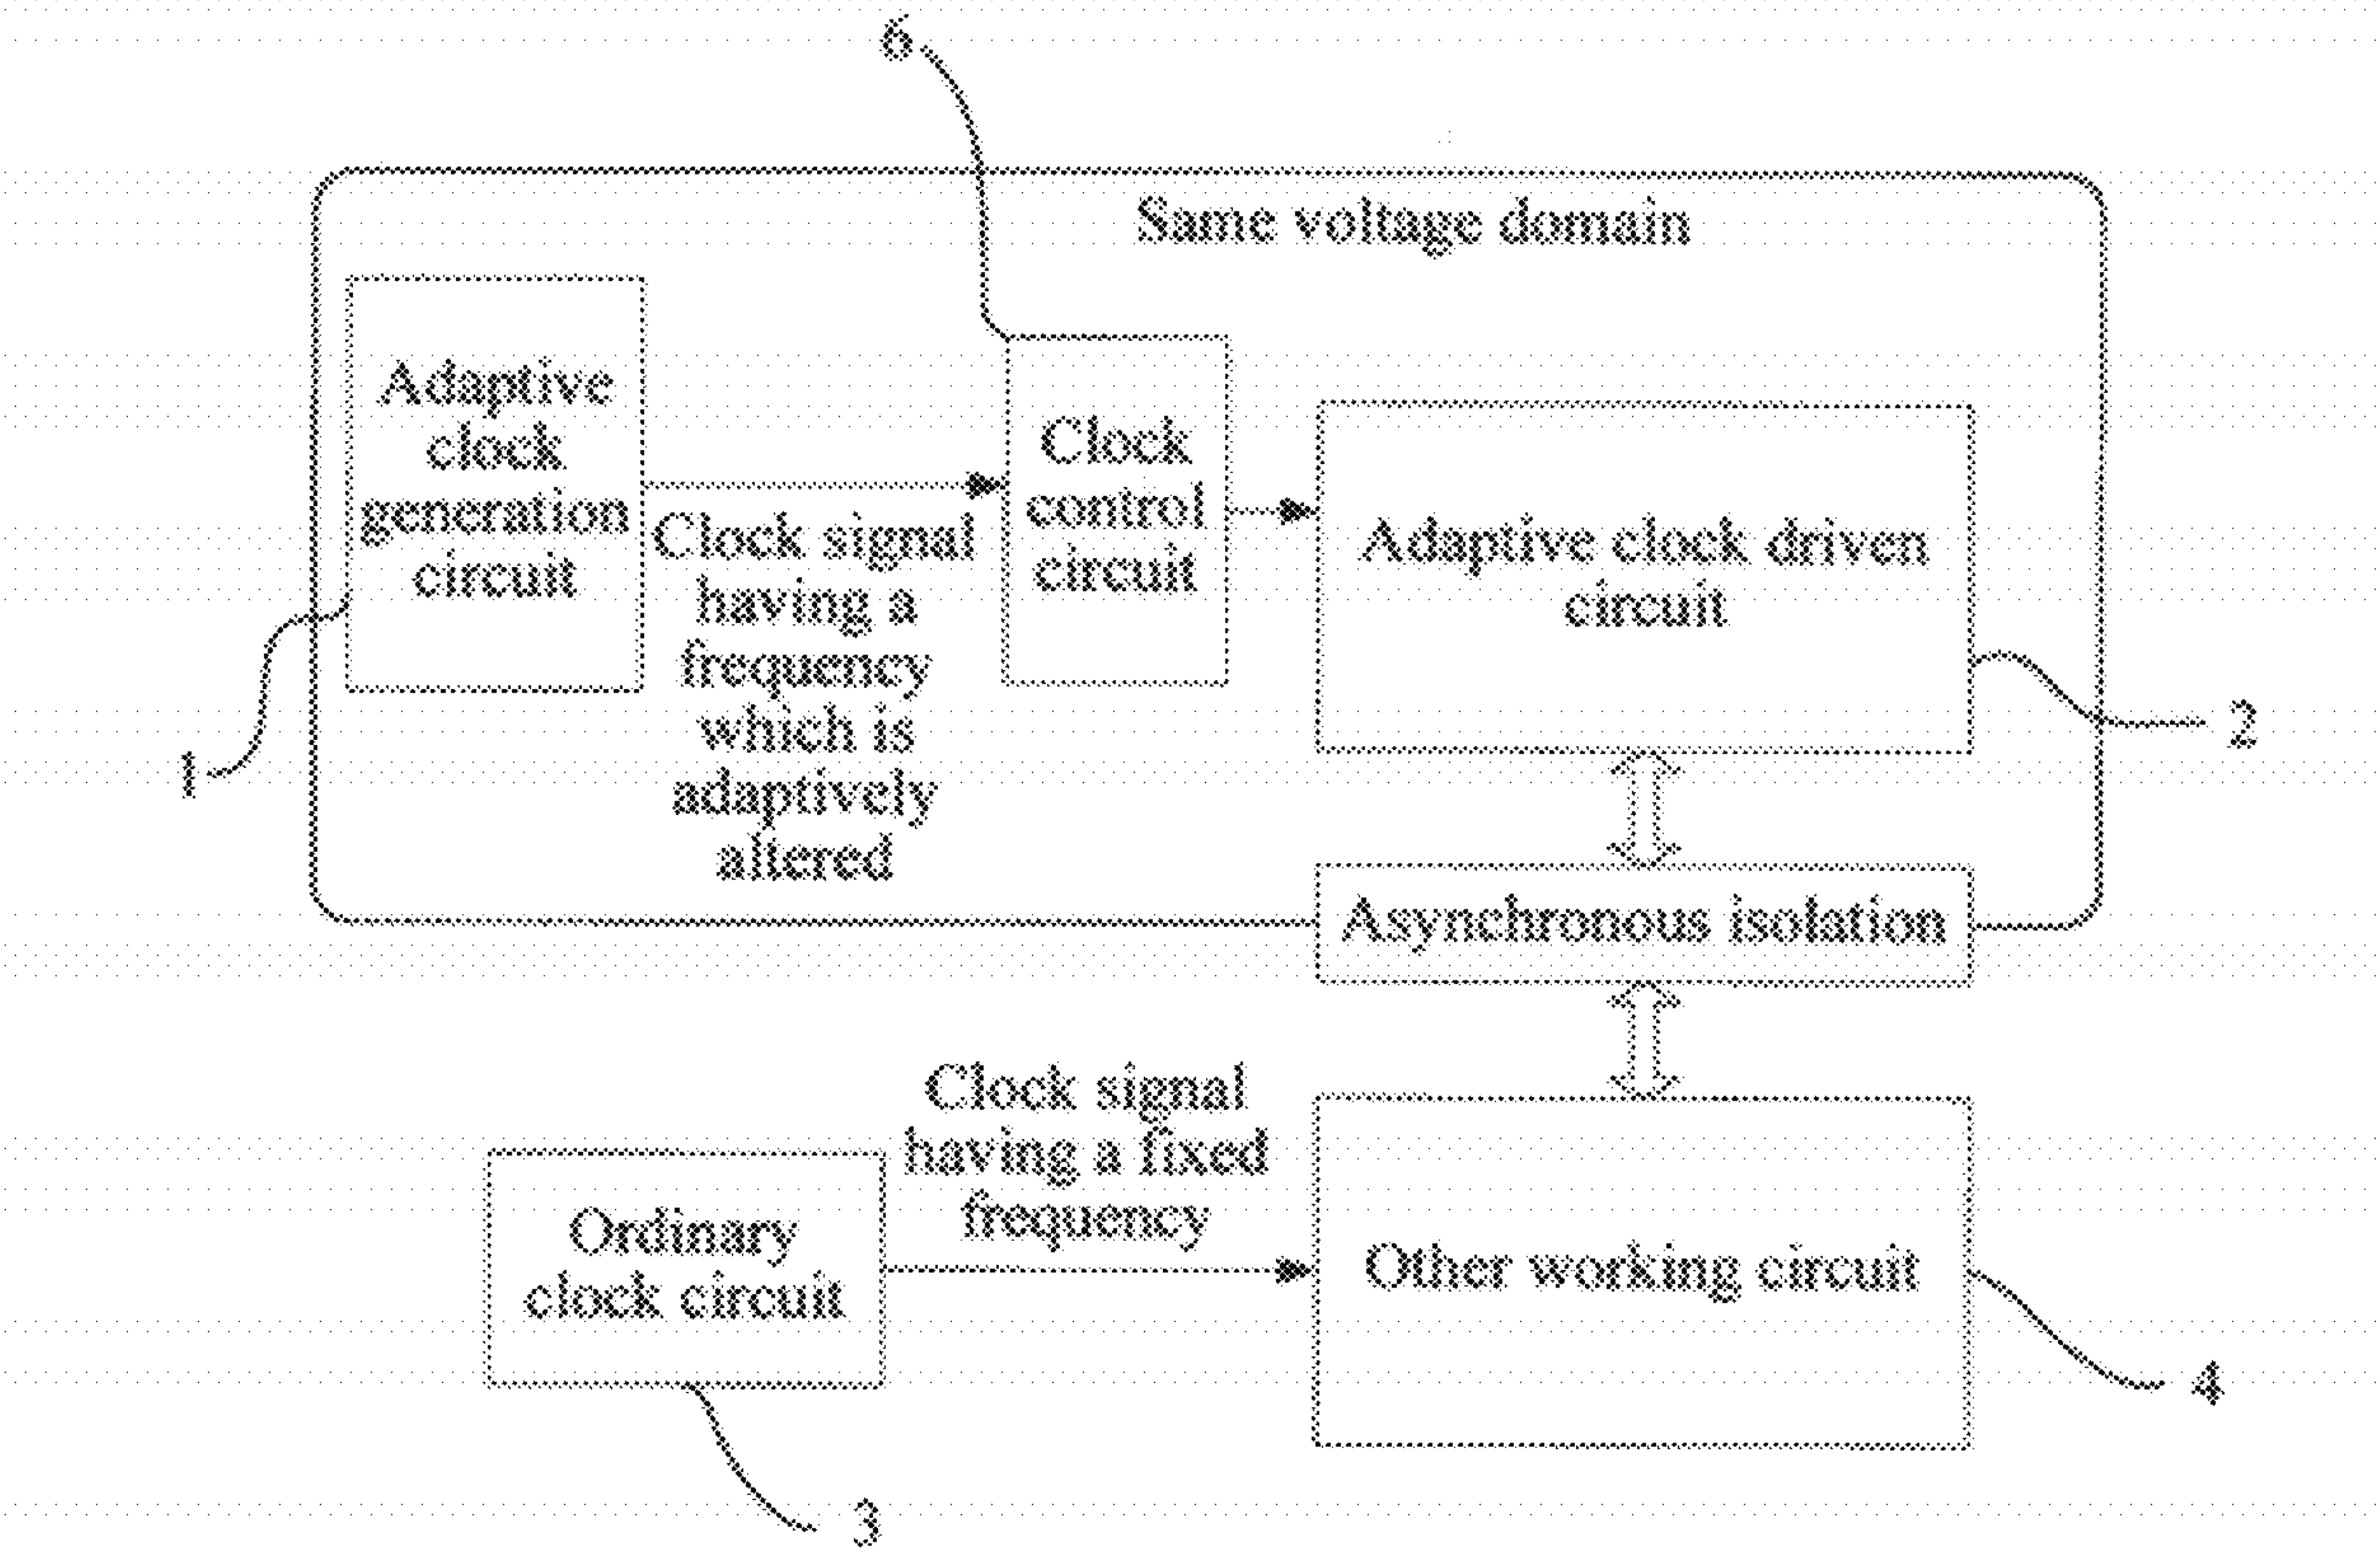 6
Same voltage domain
Adaptive
clock
generation
circuit
Clock
control
circuit
Clock signal
having a
frequency
which is
adaptively
altered
Adaptive clock driven
circuit
1
2
Asynchronous isolation
Clock signal
having a fixed
frequency
Ordinary
clock circuit
Other working circuit
4
3